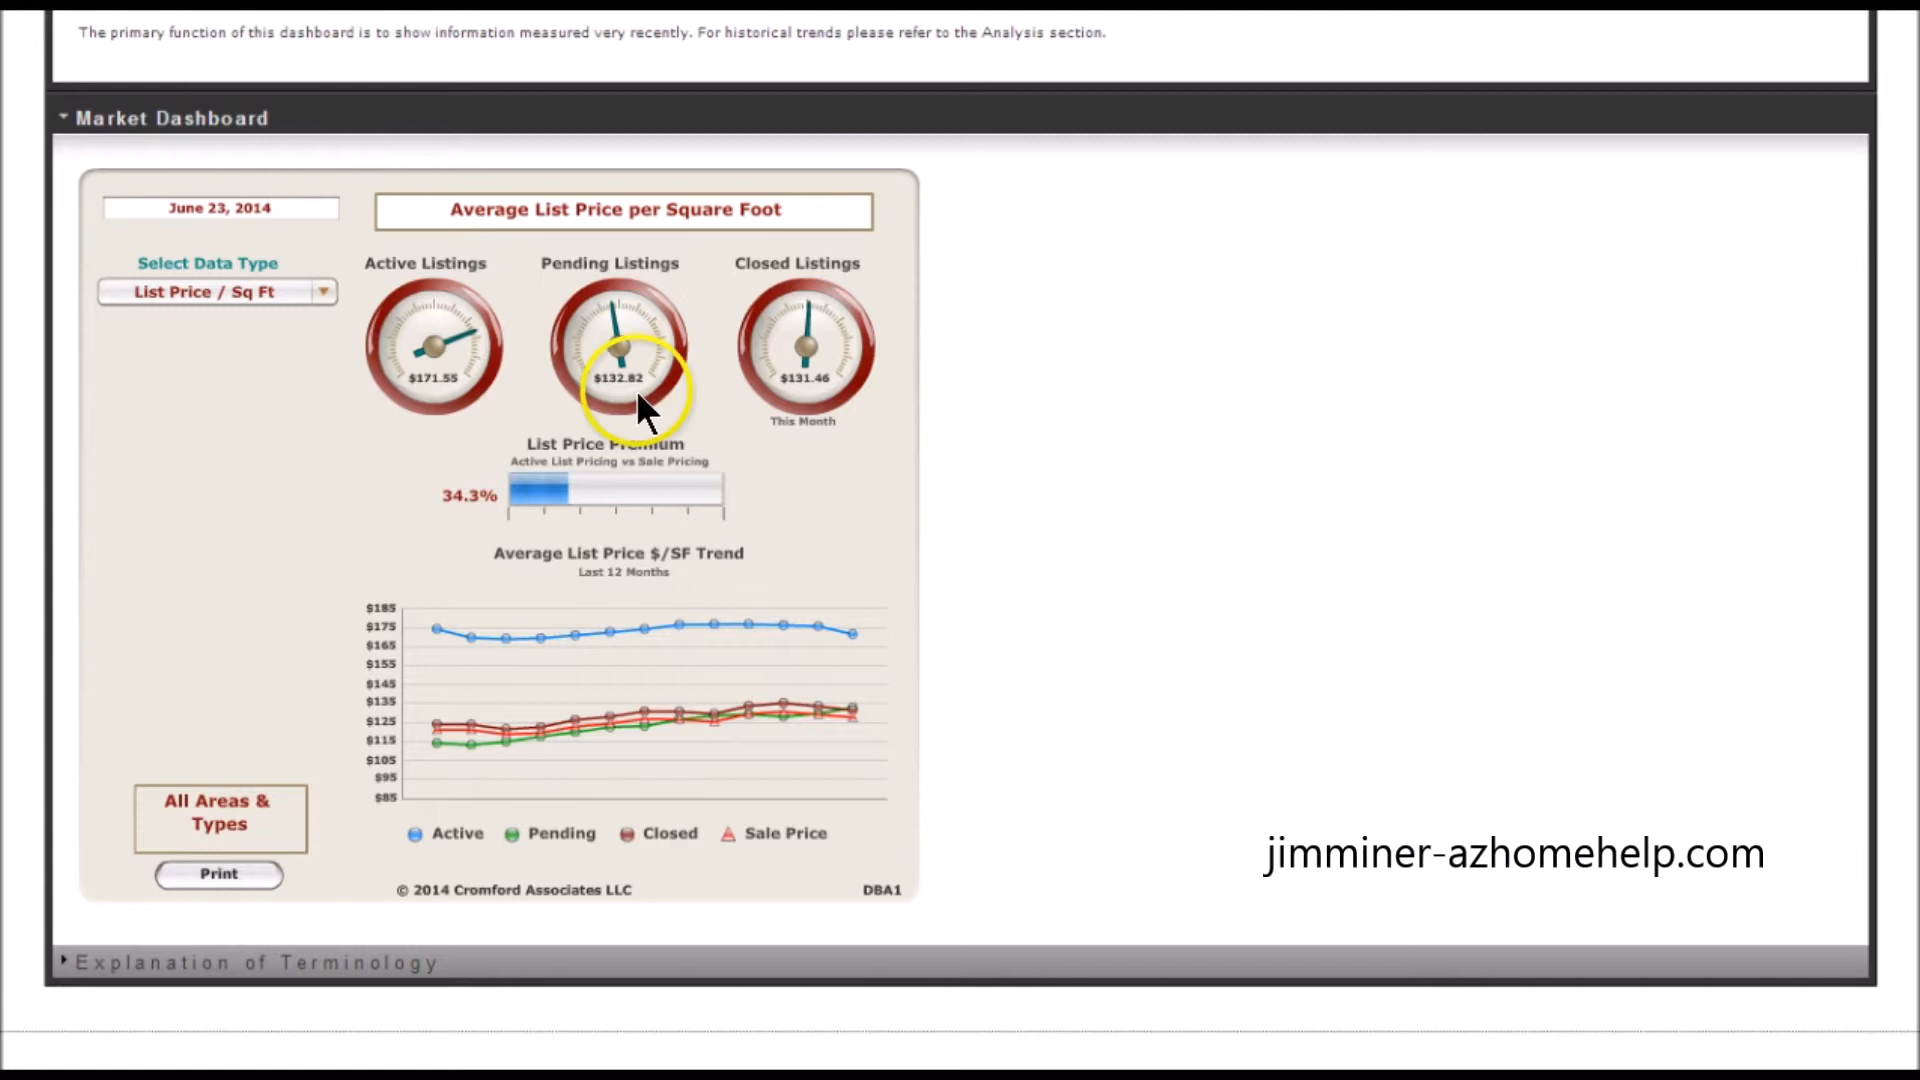 The primary function of this dashboard is to show information measured very recently. For historical trends please refer to the Analysis section.
Market Dashboard
June 23, 2014
Average List Price per Square Foot
Select Data Type
List Price / Sq Ft
Active Listings
Pending Listings
Closed Listings
$171.55
$132.82
$131.46
This Month
List Price Premium
Active List Pricing vs Sale Pricing
34.3%
Average List Price $/SF Trend
Last 12 Months
$185
$175
$165
$155
$145
$135
$125
$115
$105
$95
$85
Active
Pending
Closed
Sale Price
All Areas &
Types
Print
© 2014 Cromford Associates LLC
DBA1
jimminer-azhomehelp.com
Explanation of Terminology